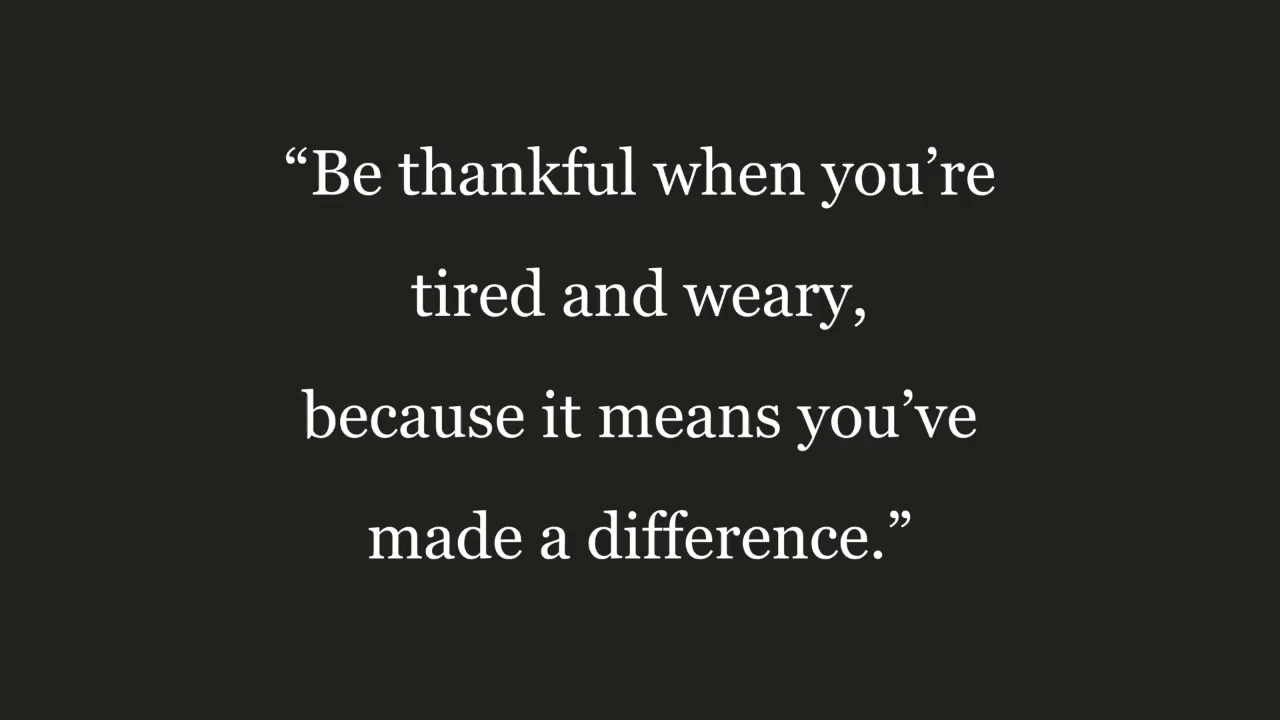 “Be thankful when you’re
tired and weary,
because it means you’ve
made a difference.”